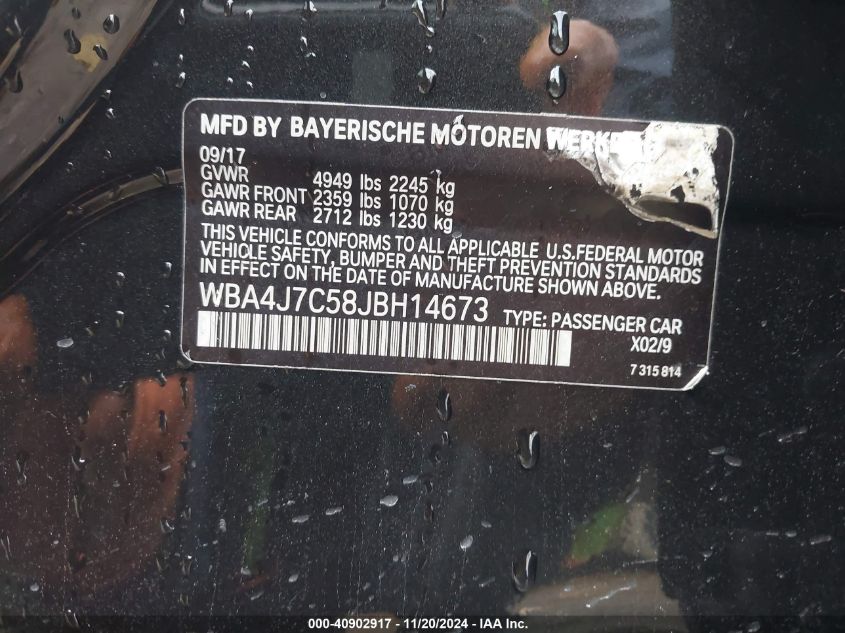 MFD BY BAYERISCHE MOTOREN
09/17
GVWR 4949 lbs 2245 kg
GAWR FRONT 2359 lbs 1070 kg
GAWR REAR 2712 lbs 1230 kg
THIS VEHICLE CONFORMS TO ALL APPLICABLE U.S.FEDERAL MOTOR
VEHICLE SAFETY, BUMPER AND THEFT PREVENTION STANDARDS
IN EFFECT ON THE DATE OF MANUFACTURE SHOWN ABOVE.
WBA4J7C58JBH14673 TYPE: PASSENGER CAR
X02/9
7 315 814
000-40902917 - 11/20/2024 - IAA Inc.